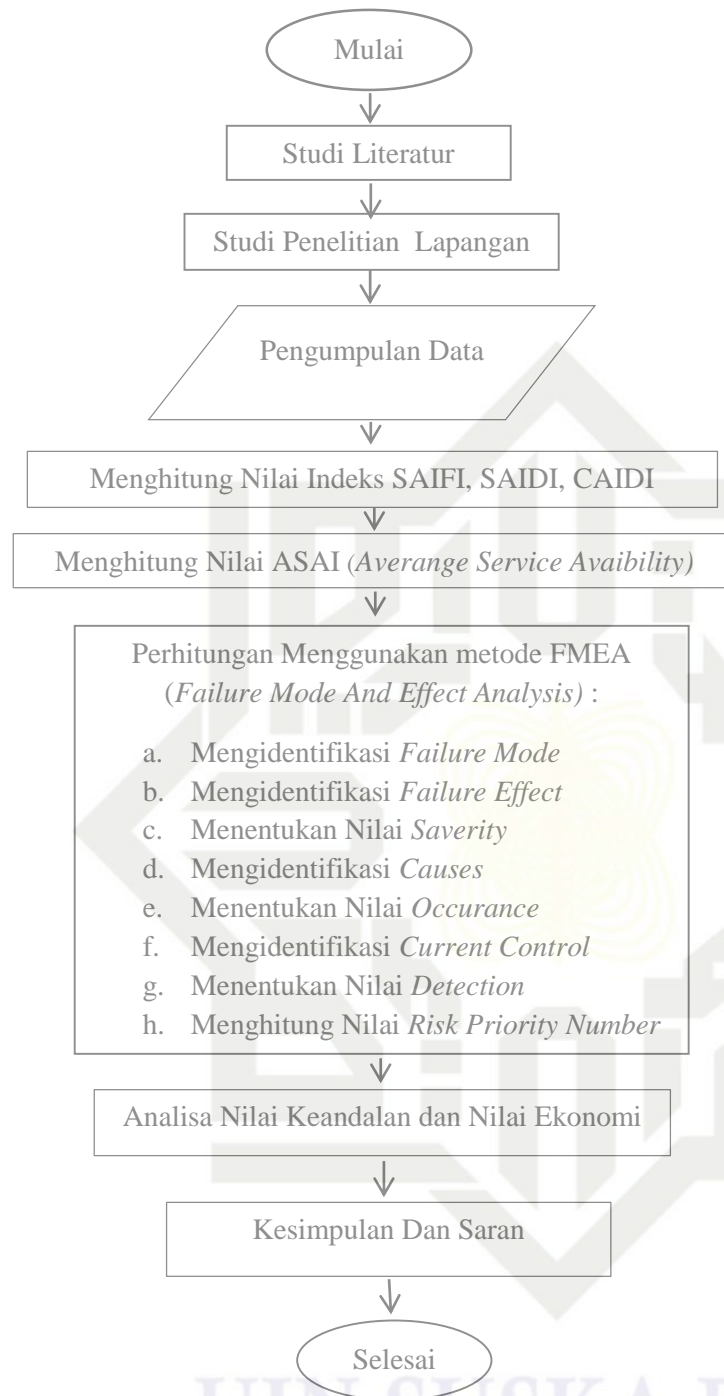 Mulai
Studi Literatur
Studi Penelitian Lapangan
Pengumpulan Data
Menghitung Nilai Indeks SAIFI, SAIDI, CAIDI
Menghitung Nilai ASAI (Averange Service Avaibility)
Perhitungan Menggunakan metode FMEA
(Failure Mode And Effect Analysis) :
a. Mengidentifikasi Failure Mode
b. Mengidentifikasi Failure Effect
c. Menentukan Nilai Saverity
d. Mengidentifikasi Causes
e. Menentukan Nilai Occurance
f. Mengidentifikasi Current Control
g. Menentukan Nilai Detection
h. Menghitung Nilai Risk Priority Number
Analisa Nilai Keandalan dan Nilai Ekonomi
Kesimpulan Dan Saran
Selesai
UIN SUSKA